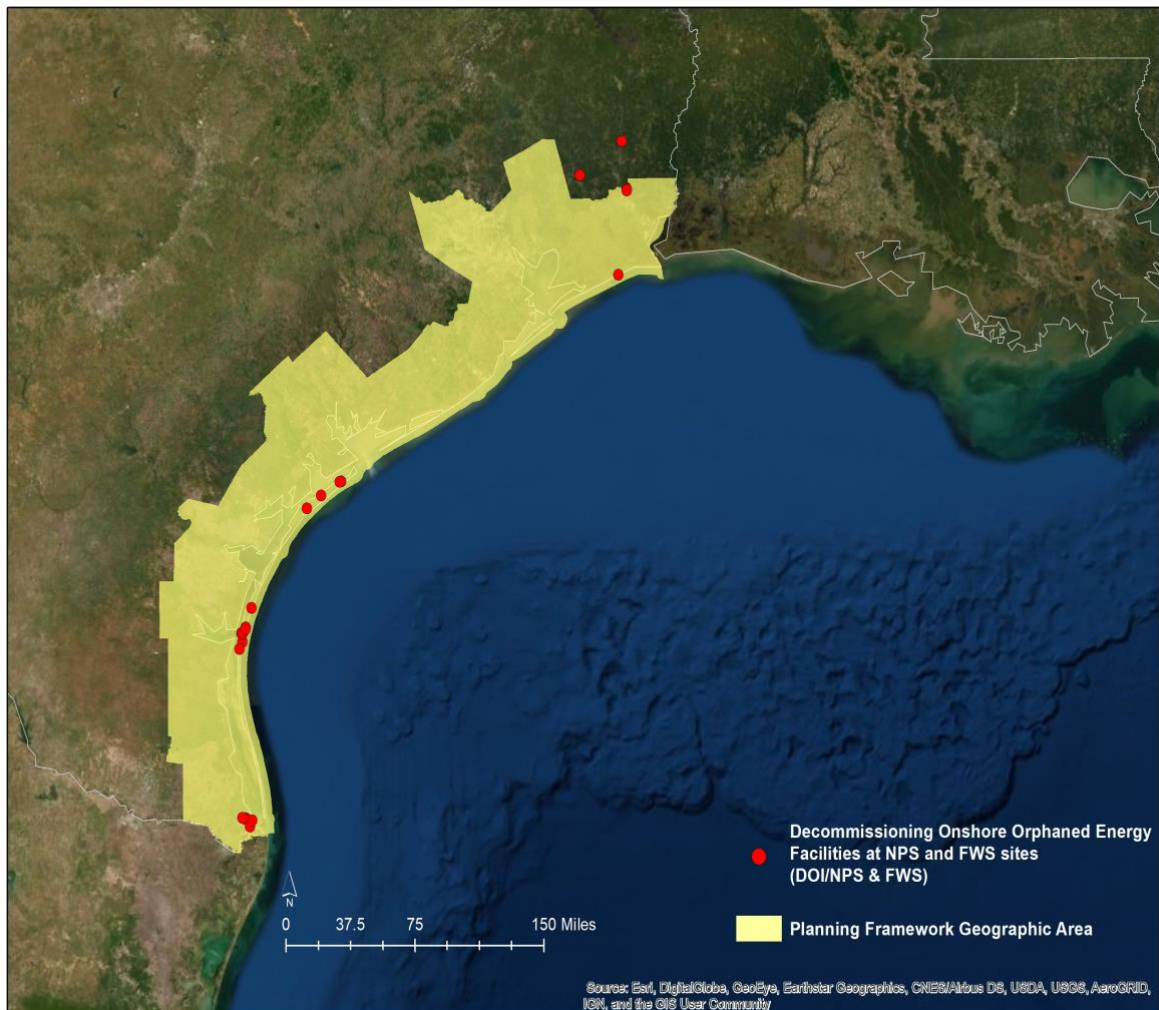 Decommissioning Onshore Orphaned Energy
Facilities at NPS and FWS sites
(DOI/NPS & FWS)
N
0 37.5 75 150 Miles
Planning Framework Geographic Area
Source: Esri, DigitalGlobe, GeoEye, Earthstar Geographics, CNES/Airbus DS, USDA, USGS, AeroGRID,
IGN, and the GIS User Community